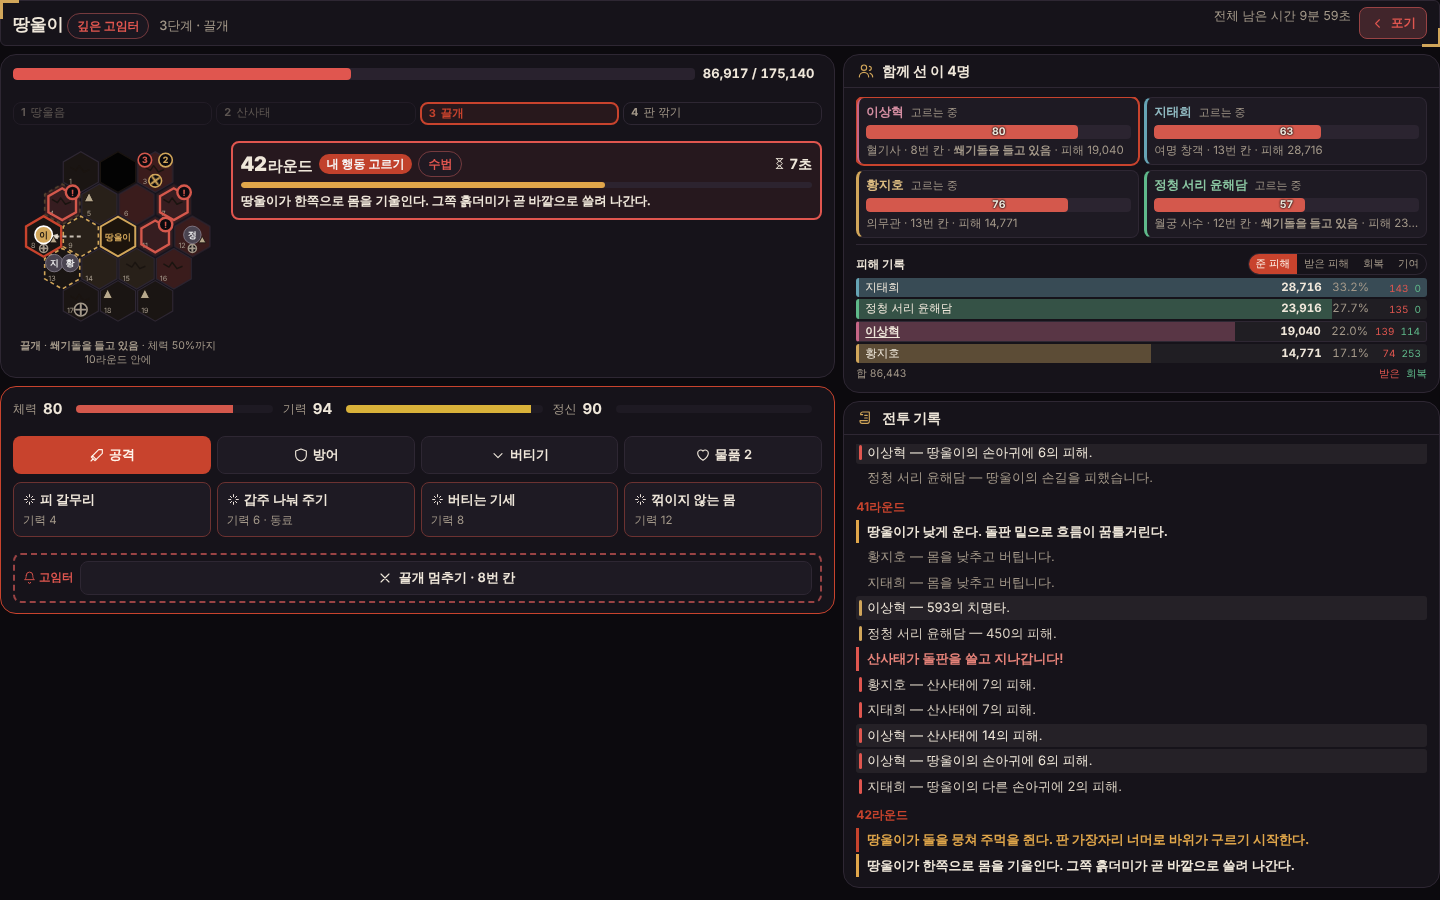 땅울이 깊은 고임터 3단계 · 끌개
전체 남은 시간 9분 59초
포기
86,917 / 175,140
1 땅울음
2 산사태
3 끌개
4 판 깎기
3 2
1 3
! !
5 6
!
이 땅울이 정
8 9 11 12
지 황
13 14 15 16
17 18 19
끌개 · 쐐기돌을 들고 있음 · 체력 50%까지
10라운드 안에
42라운드 내 행동 고르기 수법
7초
땅울이가 한쪽으로 몸을 기울인다. 그쪽 흙더미가 곧 바깥으로 쏠려 나간다.
체력 80
기력 94
정신 90
공격
방어
버티기
물품 2
피 갈무리
기력 4
갑주 나눠 주기
기력 6 · 동료
버티는 기세
기력 8
꺾이지 않는 몸
기력 12
고임터
끌개 멈추기 · 8번 칸
함께 선 이 4명
이상혁 고르는 중
80
혈기사 · 8번 칸 · 쐐기돌을 들고 있음 · 피해 19,040
지태희 고르는 중
63
여명 창객 · 13번 칸 · 피해 28,716
황지호 고르는 중
76
의무관 · 13번 칸 · 피해 14,771
정청 서리 윤해담 고르는 중
57
월궁 사수 · 12번 칸 · 쐐기돌을 들고 있음 · 피해 23…
피해 기록
준 피해 받은 피해 회복 기여
지태희 28,716 33.2% 143 0
정청 서리 윤해담 23,916 27.7% 135 0
이상혁 19,040 22.0% 139 114
황지호 14,771 17.1% 74 253
합 86,443
받은 회복
전투 기록
이상혁 — 땅울이의 손아귀에 6의 피해.
정청 서리 윤해담 — 땅울이의 손길을 피했습니다.
41라운드
땅울이가 낮게 운다. 돌판 밑으로 흐름이 꿈틀거린다.
황지호 — 몸을 낮추고 버팁니다.
지태희 — 몸을 낮추고 버팁니다.
이상혁 — 593의 치명타.
정청 서리 윤해담 — 450의 피해.
산사태가 돌판을 쓸고 지나갑니다!
황지호 — 산사태에 7의 피해.
지태희 — 산사태에 7의 피해.
이상혁 — 산사태에 14의 피해.
이상혁 — 땅울이의 손아귀에 6의 피해.
지태희 — 땅울이의 다른 손아귀에 2의 피해.
42라운드
땅울이가 돌을 뭉쳐 주먹을 쥔다. 판 가장자리 너머로 바위가 구르기 시작한다.
땅울이가 한쪽으로 몸을 기울인다. 그쪽 흙더미가 곧 바깥으로 쏠려 나간다.